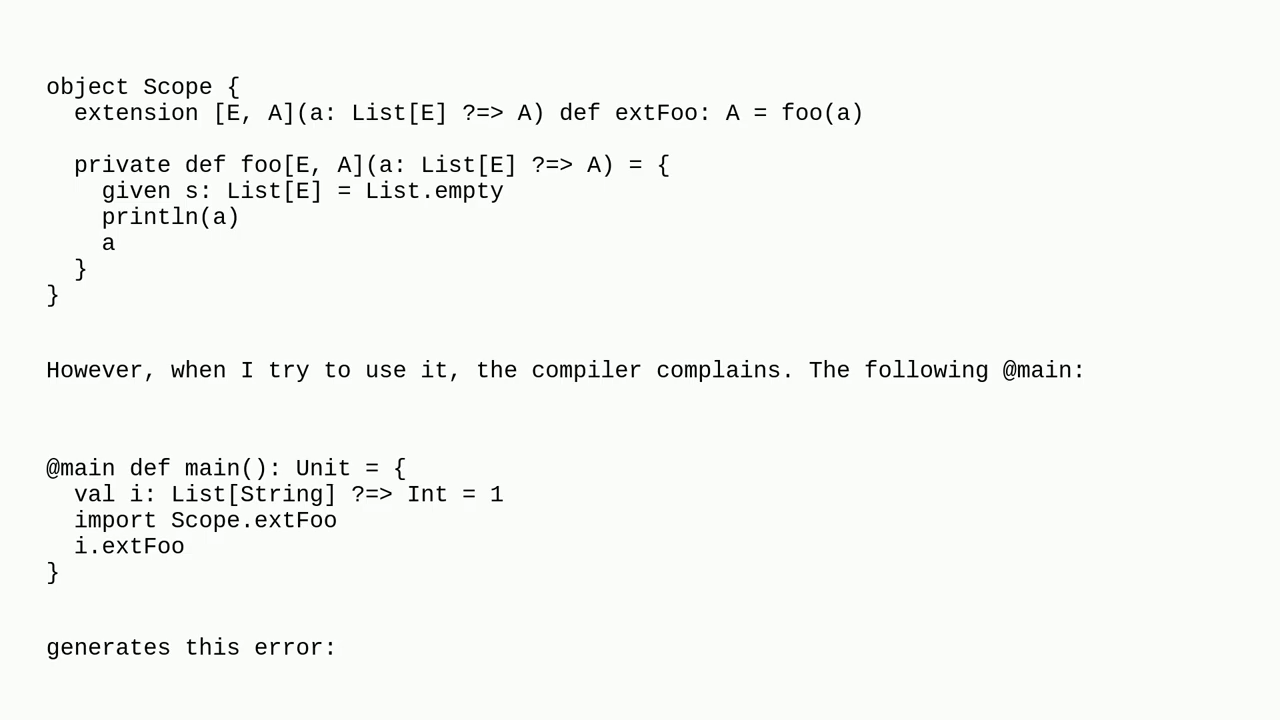 object Scope {
  extension [E, A](a: List[E] ?=> A) def extFoo: A = foo(a)
  private def foo[E, A](a: List[E] ?=> A) = {
    given s: List[E] = List.empty
    println(a)
    a
  }
}
However, when I try to use it, the compiler complains. The following @main:
@main def main(): Unit = {
  val i: List[String] ?=> Int = 1
  import Scope.extFoo
  i.extFoo
}
generates this error: